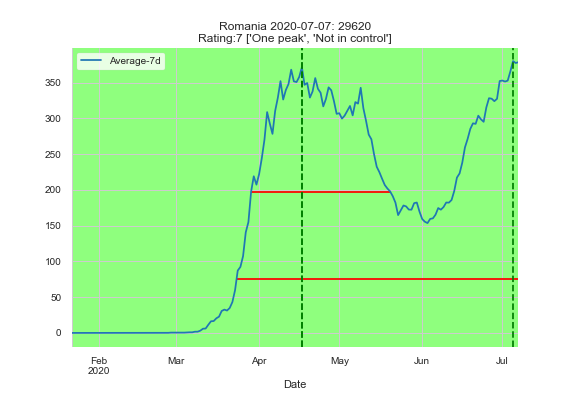 Romania 2020-07-07: 29620
Rating:7 ['One peak', 'Not in control']
Average-7d
350
300
250
200
150
100
50
0
Feb
2020
Mar
Apr
May
Jun
Jul
Date